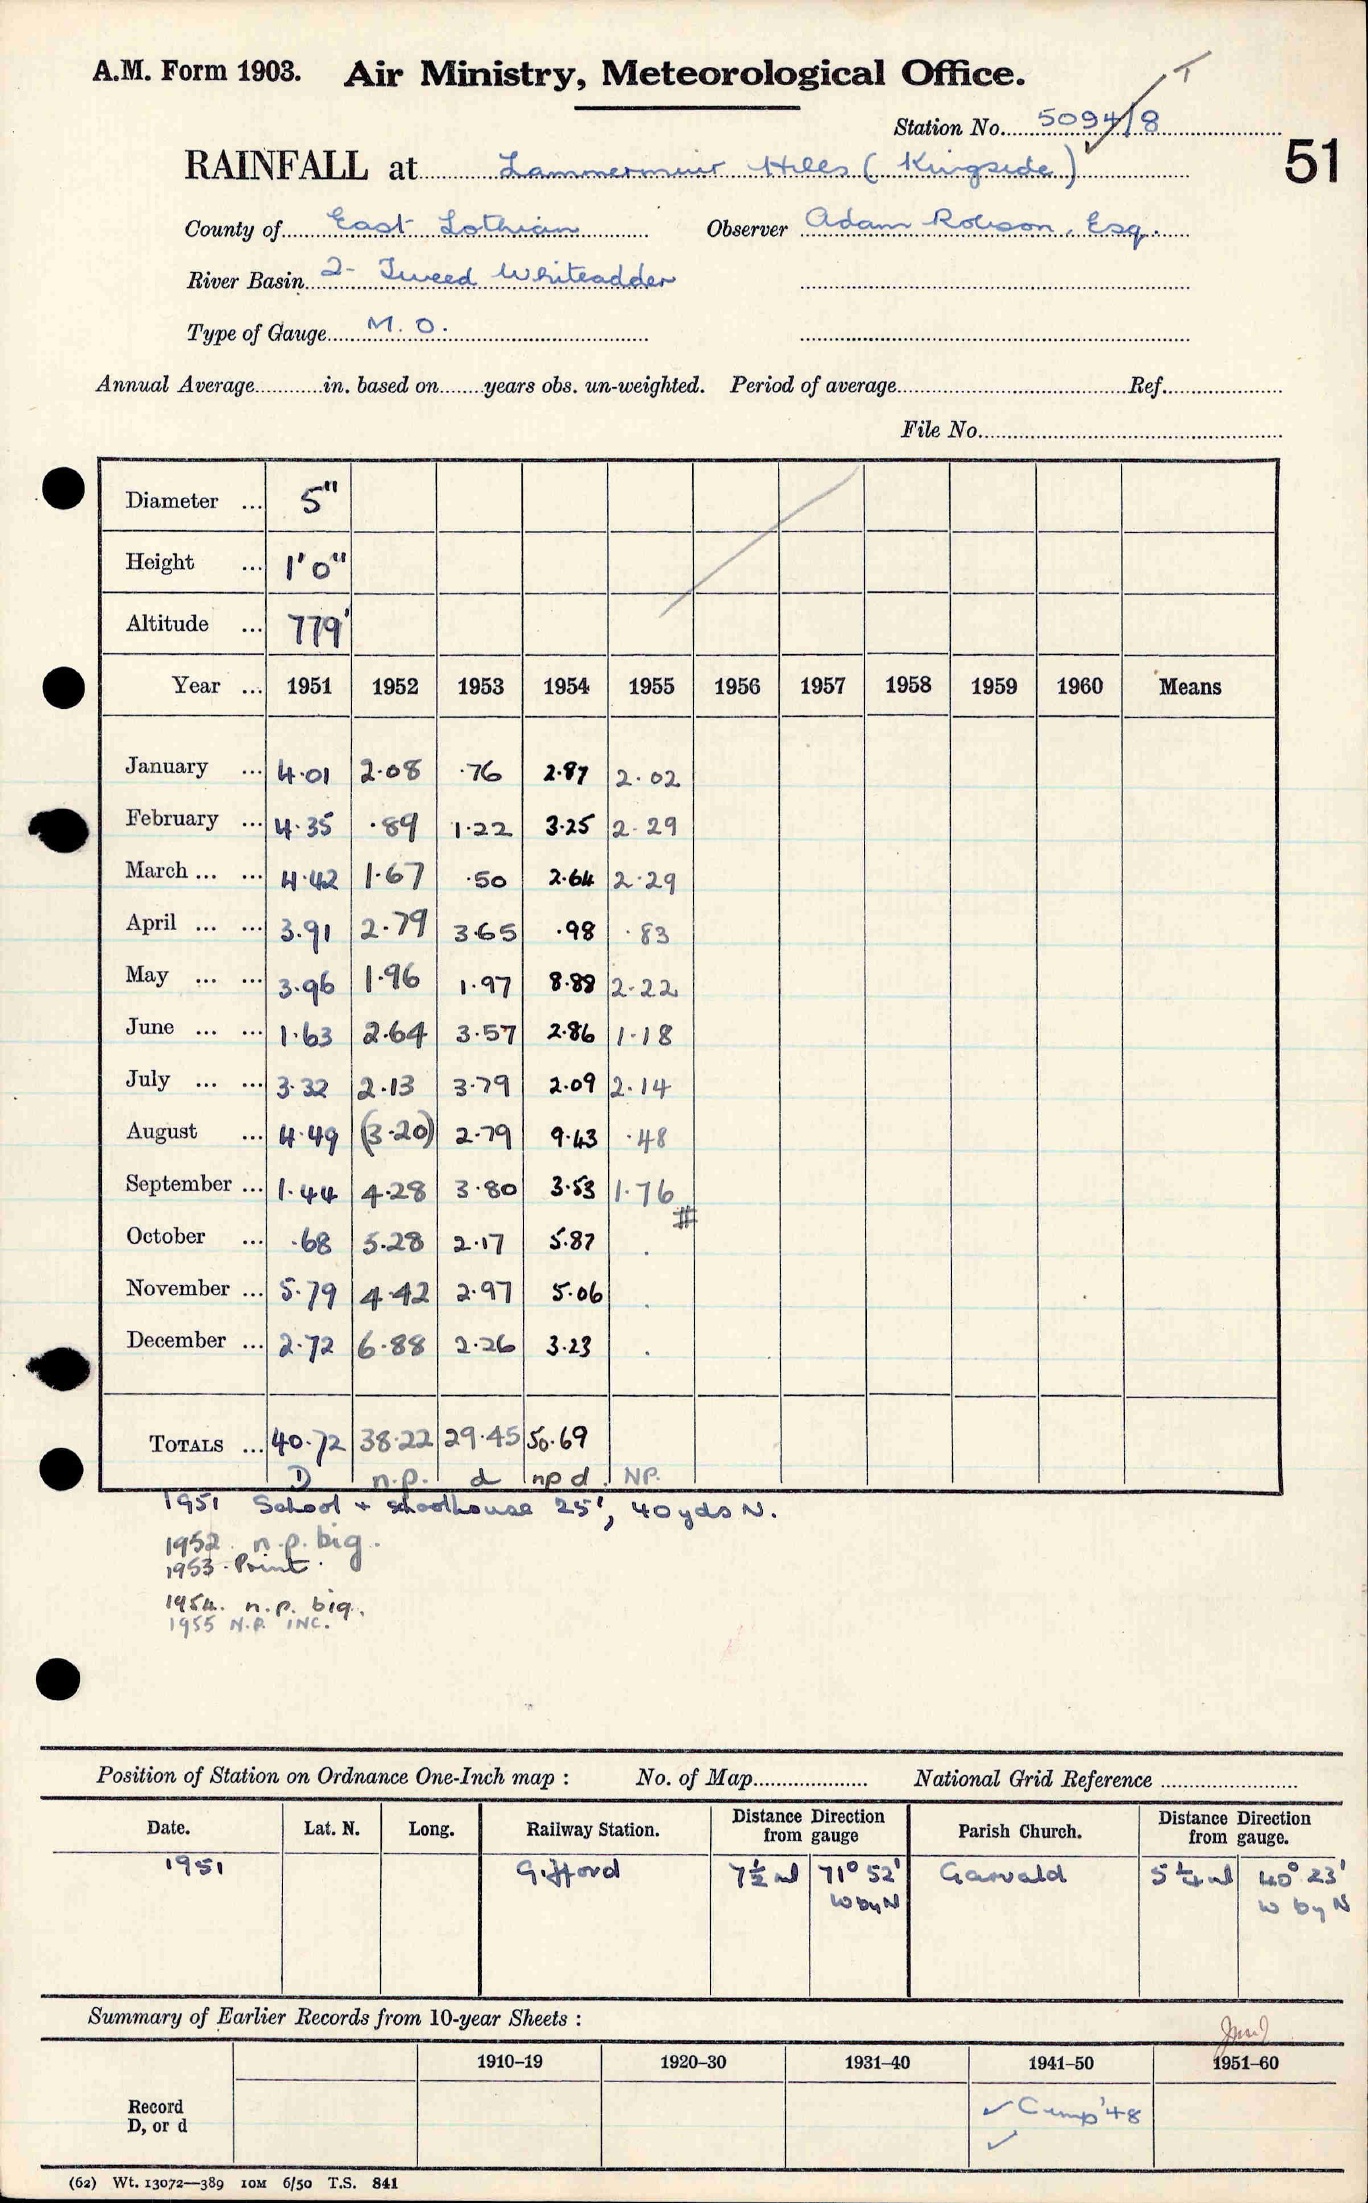 A.M. Form 1903. Air Ministry, Meteorological Office.
T
Station No. 5094/8
RAINFALL at Lammermuir Hills (Kingside)
51
County of East Lothian Observer Adam Robson, Esq.
River Basin 2- Tweed Whiteadder
Type of Gauge M.O.
Annual Average in. based on years obs. un-weighted. Period of average Ref.
File No.
Diameter ... 5"
Height ... 1'0"
Altitude ... 779'
Year ... 1951 1952 1953 1954 1955 1956 1957 1958 1959 1960 Means
January ... 4.01 2.08 .76 2.87 2.02
February ... 4.35 .89 1.22 3.25 2.29
March ... ... 4.42 1.67 .50 2.64 2.29
April ... ... 3.91 2.79 3.65 .98 .83
May ... ... 3.96 1.96 1.97 8.88 2.22
June ... ... 1.63 2.64 3.57 2.86 1.18
July ... ... 3.32 2.13 3.79 2.09 2.14
August ... 4.49 (3.20) 2.79 9.43 .48
September ... 1.44 4.28 3.80 3.53 1.76
#
October ... .68 5.28 2.17 5.87 .
November ... 5.79 4.42 2.97 5.06 .
December ... 2.72 6.88 2.26 3.23 .
TOTALS ... 40.72 38.22 29.45 50.69
D n.p. d np d. NP.
1951 School + schoolhouse 25', 40yds N.
1952. n.p. big.
1953. Print.
1954. n.p. big.
1955 N.P. INC.
Position of Station on Ordnance One-Inch map : No. of Map National Grid Reference
Date. Lat. N. Long. Railway Station. Distance Direction from gauge Parish Church. Distance Direction from gauge.
1951 Gifford 7½ m 71° 52' W by N Garvald 5¼ m 40° 23' W by N
Summary of Earlier Records from 10-year Sheets :
1910–19 1920–30 1931–40 1941–50 1951–60
Record
D, or d
✓ Comp '48
✓
(62) Wt. 13072—389 10M 6/50 T.S. 841